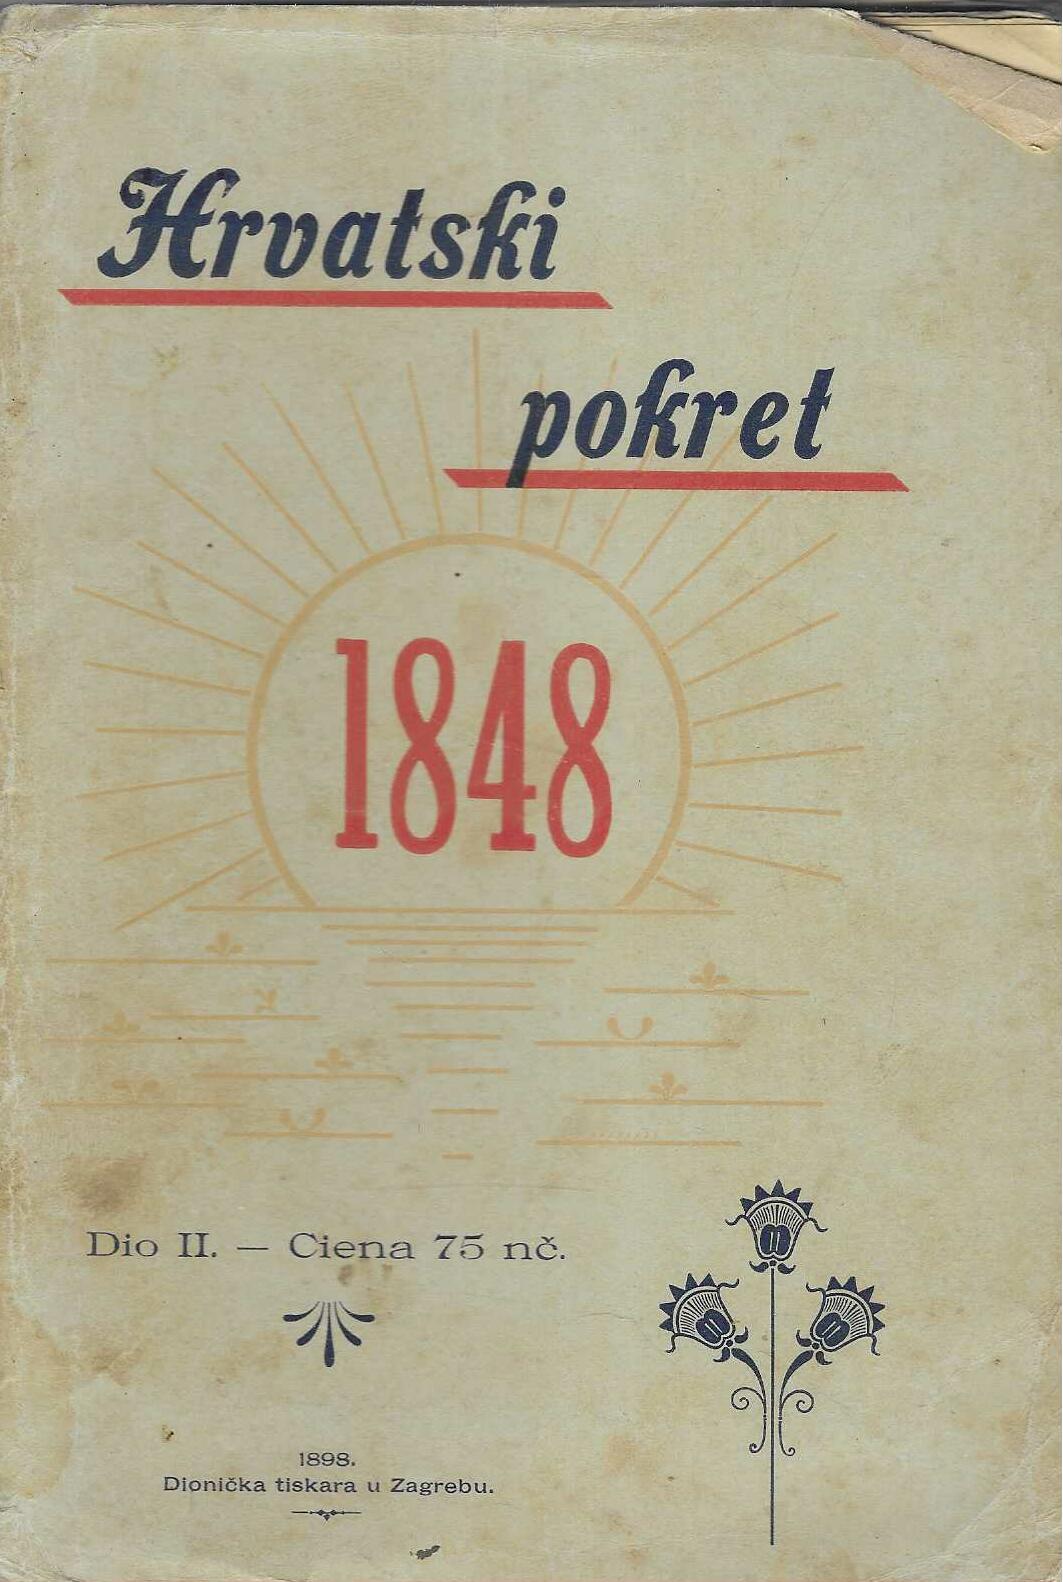 Hrvatski
pokret
1848
Dio II. — Ciena 75 nč.
1898.
Dionička tiskara u Zagrebu.